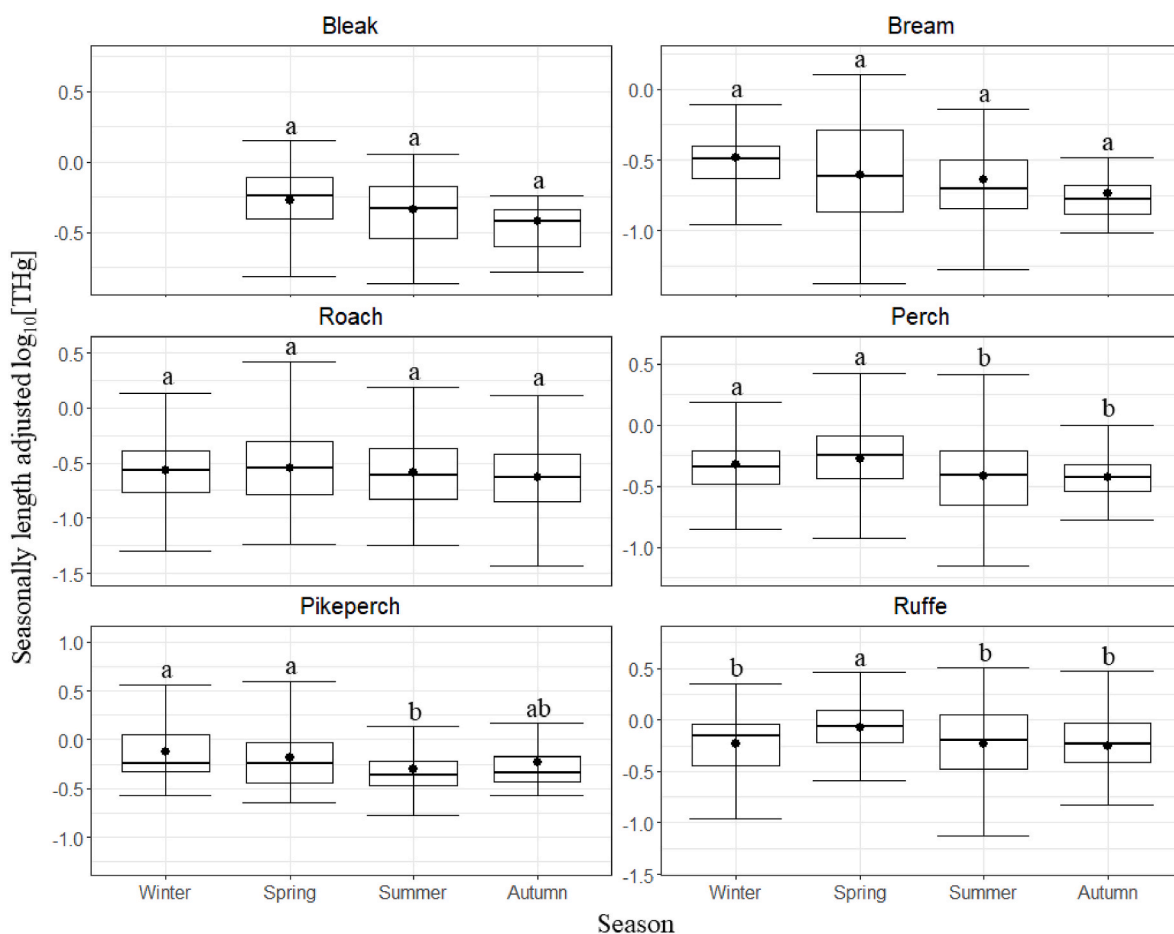 Bleak
Bream
0.5
0.0
-0.5
a
a
a
0.0
-0.5
-1.0
a
a
a
a
Roach
Perch
0.5
0.0
-0.5
-1.0
-1.5
a
a
a
a
0.5
0.0
-0.5
-1.0
a
a
b
b
Pikeperch
Ruffe
1.0
0.5
0.0
-0.5
-1.0
a
a
b
ab
0.5
0.0
-0.5
-1.0
-1.5
b
a
b
b
Winter Spring Summer Autumn
Winter Spring Summer Autumn
Season
Seasonally length adjusted log₁₀[THg]